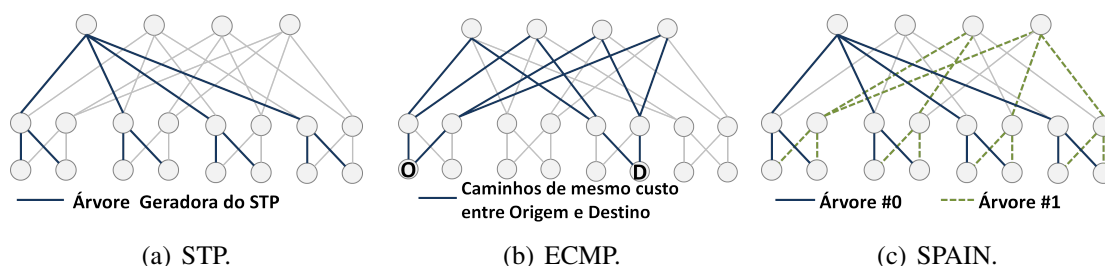 O
D
Árvore Geradora do STP
Caminhos de mesmo custo
entre Origem e Destino
Árvore #0
Árvore #1
(a) STP.
(b) ECMP.
(c) SPAIN.